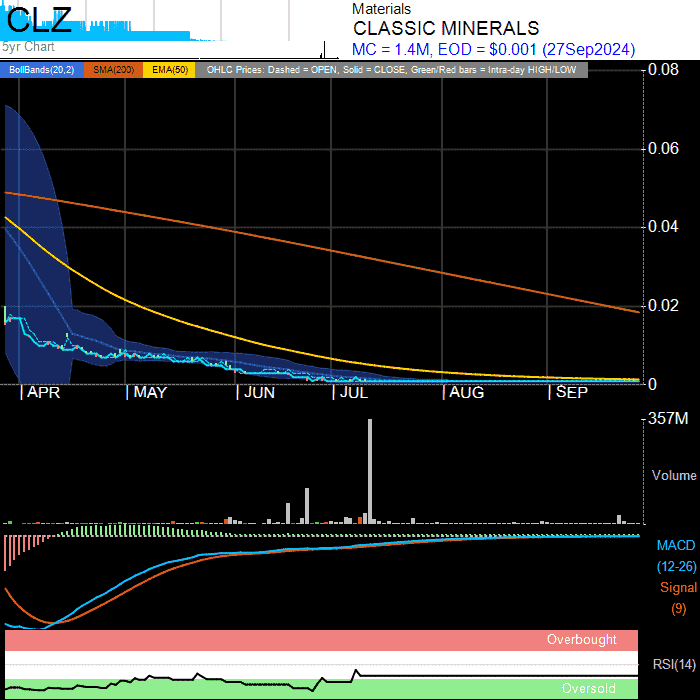 CLZ
5yr Chart
Materials
CLASSIC MINERALS
MC = 1.4M, EOD = $0.001 (27Sep2024)
BollBands(20,2) SMA(200) EMA(50) OHLC Prices: Dashed = OPEN, Solid = CLOSE, Green/Red bars = Intra-day HIGH/LOW
0.08
0.06
0.04
0.02
0
APR MAY JUN JUL AUG SEP
357M
Volume
MACD
(12-26)
Signal
(9)
Overbought
RSI(14)
Oversold